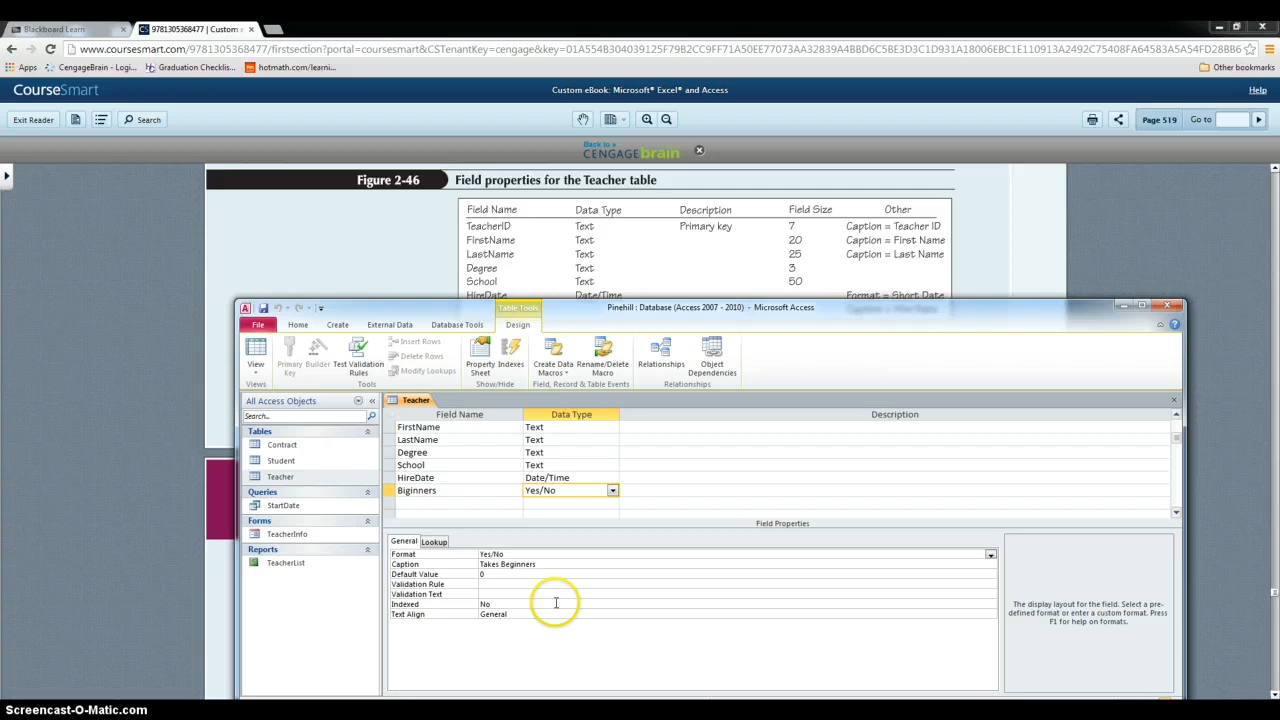 Blackboard Learn
9781305368477 | Custom e
www.coursesmart.com/9781305368477/firstsection?portal=coursesmart&CSTenantKey=cengage&key=01A554B304039125F79B2CC9FF71A50EE77073AA32839A4BBD6C5BE3D3C1D931A18006EBC1E110913A2492C75408FA64583A5A54FD28BB6
Apps
CengageBrain - Logi...
Graduation Checklis...
hotmath.com/learni...
Other bookmarks
CourseSmart
Custom eBook: Microsoft® Excel® and Access
Help
Exit Reader
Search
Page 519
Go to
Back to
CENGAGEbrain
Figure 2-46
Field properties for the Teacher table
Field Name Data Type Description Field Size Other
TeacherID Text Primary key 7 Caption = Teacher ID
FirstName Text 20 Caption = First Name
LastName Text 25 Caption = Last Name
Degree Text 3
School Text 50
HireDate Date/Time Format = Short Date
Table Tools
Pinehill : Database (Access 2007 - 2010) - Microsoft Access
File Home Create External Data Database Tools Design
View
Views
Primary Key
Builder
Test Validation Rules
Insert Rows
Delete Rows
Modify Lookups
Tools
Property Sheet
Indexes
Show/Hide
Create Data Macros
Rename/Delete Macro
Field, Record & Table Events
Relationships
Object Dependencies
Relationships
All Access Objects
Search...
Tables
Contract
Student
Teacher
Queries
StartDate
Forms
TeacherInfo
Reports
TeacherList
Teacher
Field Name Data Type Description
FirstName Text
LastName Text
Degree Text
School Text
HireDate Date/Time
Biginners Yes/No
Field Properties
General Lookup
Format Yes/No
Caption Takes Beginners
Default Value 0
Validation Rule
Validation Text
Indexed No
Text Align General
The display layout for the field. Select a pre-
defined format or enter a custom format. Press
F1 for help on formats.
Screencast-O-Matic.com